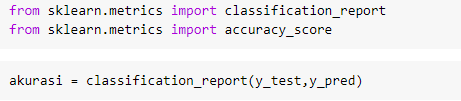 from sklearn.metrics import classification_report
from sklearn.metrics import accuracy_score
akurasi = classification_report(y_test,y_pred)